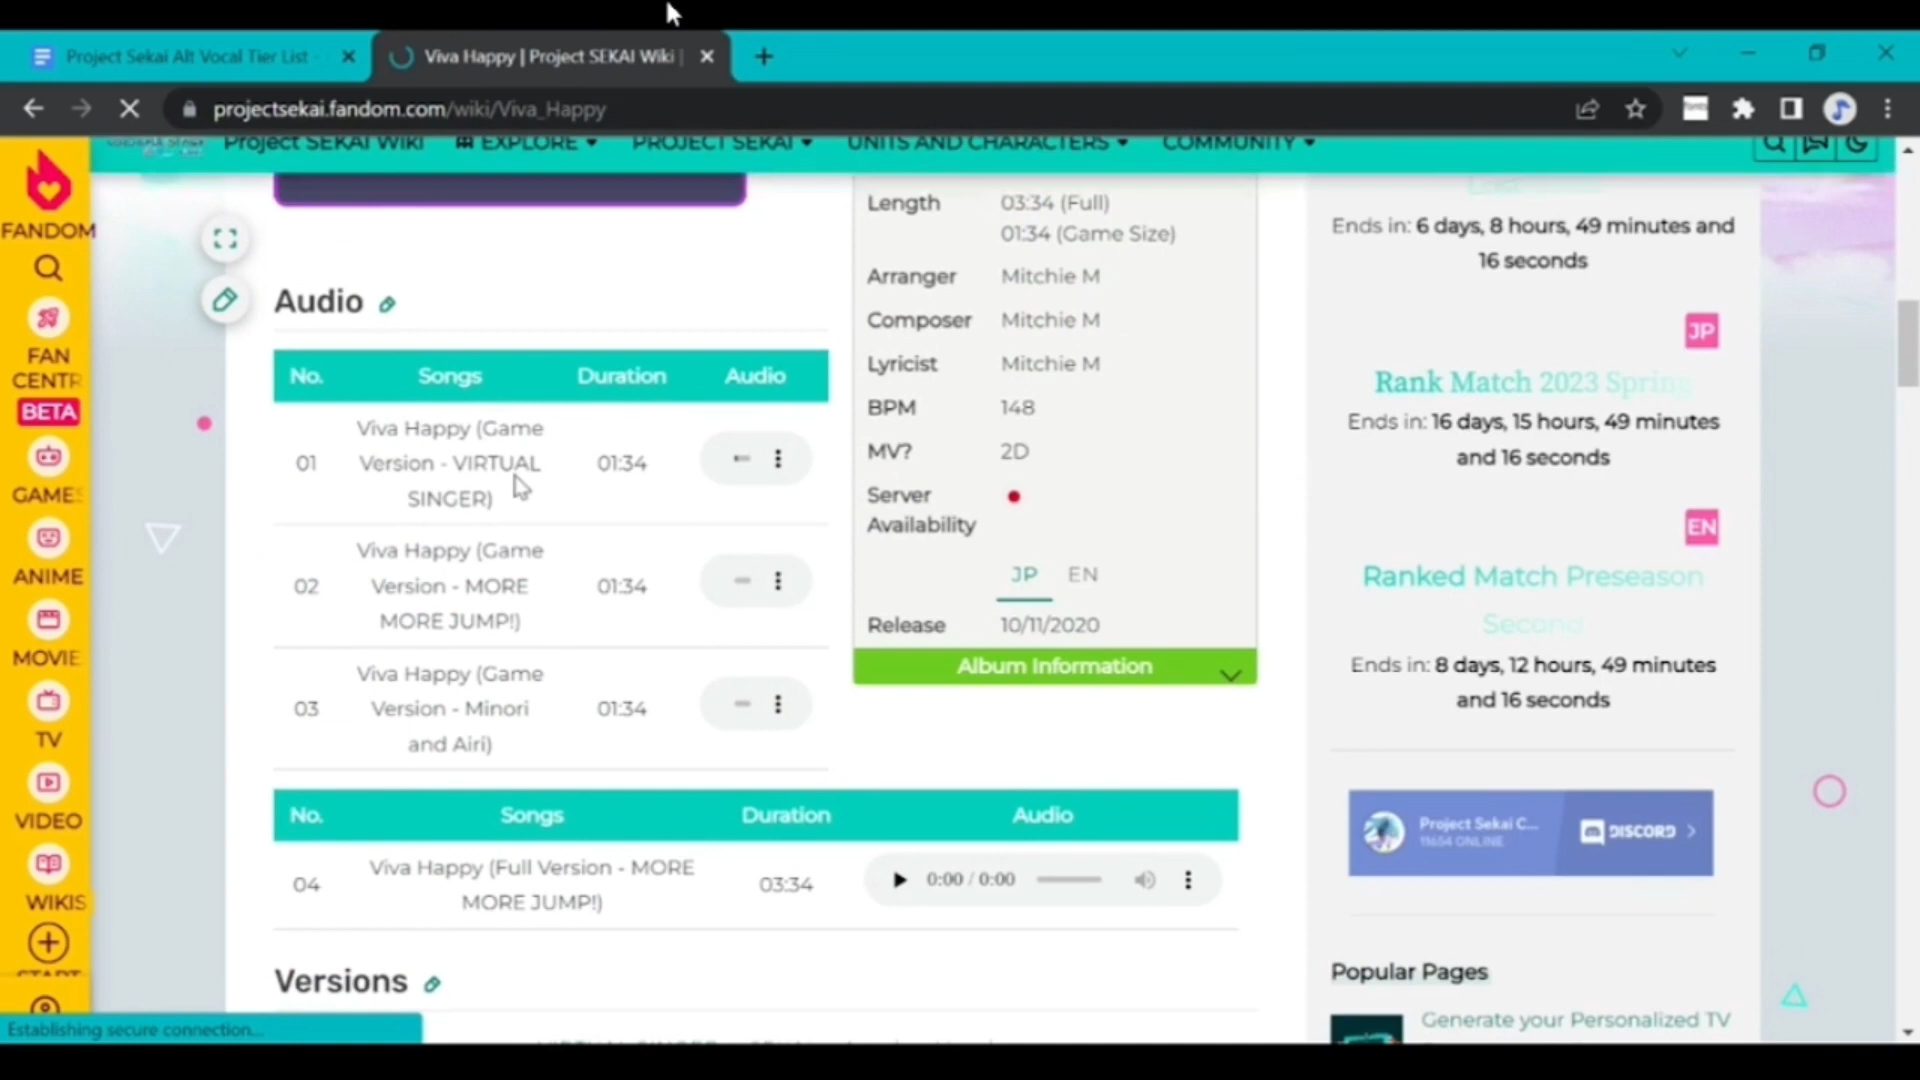 Project Sekai Alt Vocal Tier List -
Viva Happy | Project SEKAI Wiki |
projectsekai.fandom.com/wiki/Viva_Happy
Project SEKAI WIKI
EXPLORE
PROJECT SEKAI
UNITS AND CHARACTERS
COMMUNITY
FANDOM
FAN
CENTR
BETA
GAMES
ANIME
MOVIE
TV
VIDEO
WIKIS
START
Audio
No. Songs Duration Audio
01
Viva Happy (Game
Version - VIRTUAL
SINGER)
01:34
02
Viva Happy (Game
Version - MORE
MORE JUMP!)
01:34
03
Viva Happy (Game
Version - Minori
and Airi)
01:34
No. Songs Duration Audio
04
Viva Happy (Full Version - MORE
MORE JUMP!)
03:34
0:00 / 0:00
Versions
Length 03:34 (Full)
01:34 (Game Size)
Arranger Mitchie M
Composer Mitchie M
Lyricist Mitchie M
BPM 148
MV? 2D
Server
Availability
JP EN
Release 10/11/2020
Album Information
Ends in: 6 days, 8 hours, 49 minutes and
16 seconds
JP
Rank Match 2023 Spring
Ends in: 16 days, 15 hours, 49 minutes
and 16 seconds
EN
Ranked Match Preseason
Second
Ends in: 8 days, 12 hours, 49 minutes
and 16 seconds
Project Sekai C...
11654 ONLINE
DISCORD
Popular Pages
Generate your Personalized TV
Establishing secure connection...